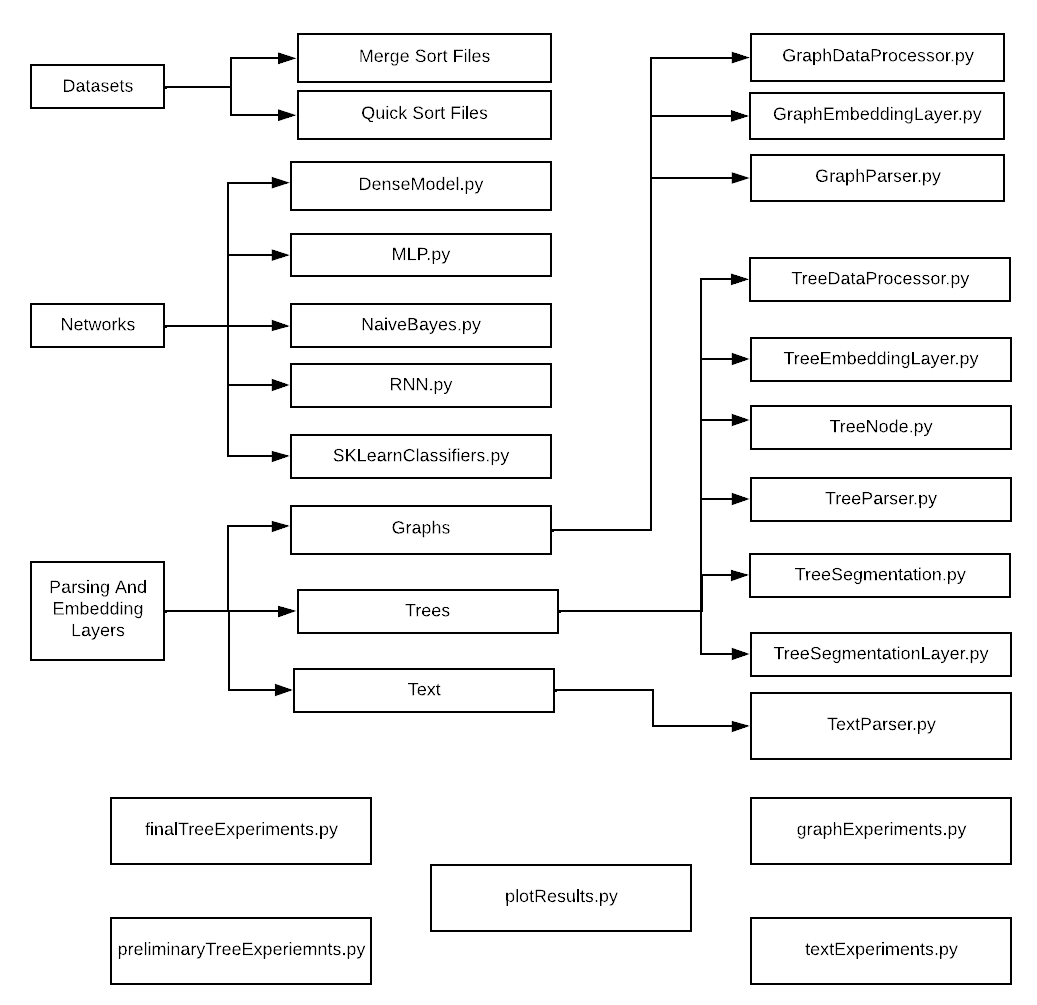 Datasets
Merge Sort Files
Quick Sort Files
Networks
DenseModel.py
MLP.py
NaiveBayes.py
RNN.py
SKLearnClassifiers.py
Parsing And
Embedding
Layers
Graphs
Trees
Text
GraphDataProcessor.py
GraphEmbeddingLayer.py
GraphParser.py
TreeDataProcessor.py
TreeEmbeddingLayer.py
TreeNode.py
TreeParser.py
TreeSegmentation.py
TreeSegmentationLayer.py
TextParser.py
finalTreeExperiments.py
graphExperiments.py
plotResults.py
preliminaryTreeExperiemnts.py
textExperiments.py